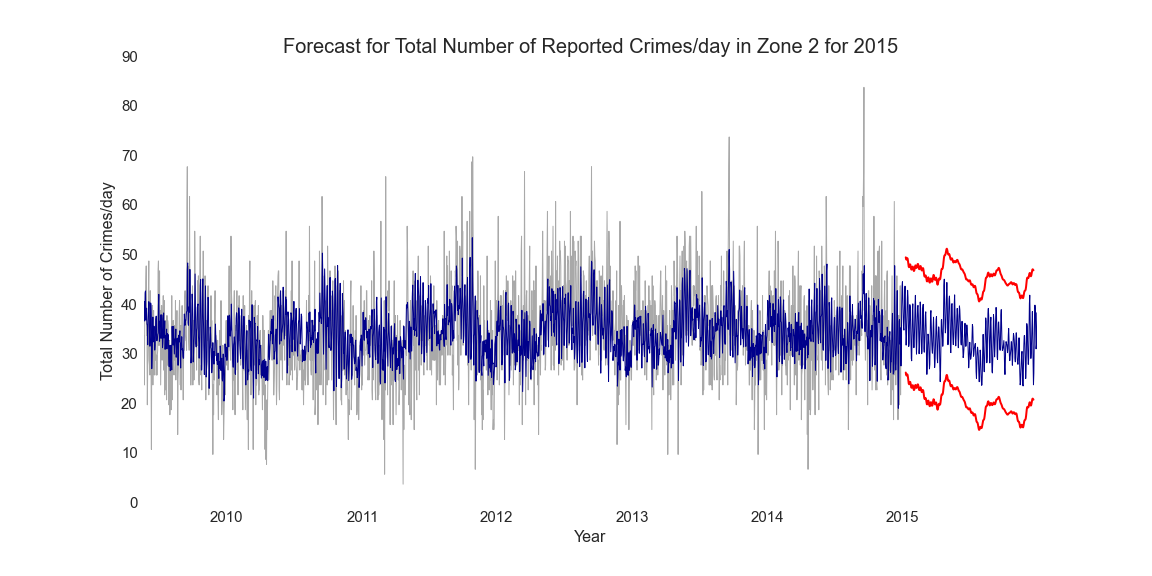 Forecast for Total Number of Reported Crimes/day in Zone 2 for 2015
Total Number of Crimes/day
90
80
70
60
50
40
30
20
10
0
2010 2011 2012 2013 2014 2015
Year